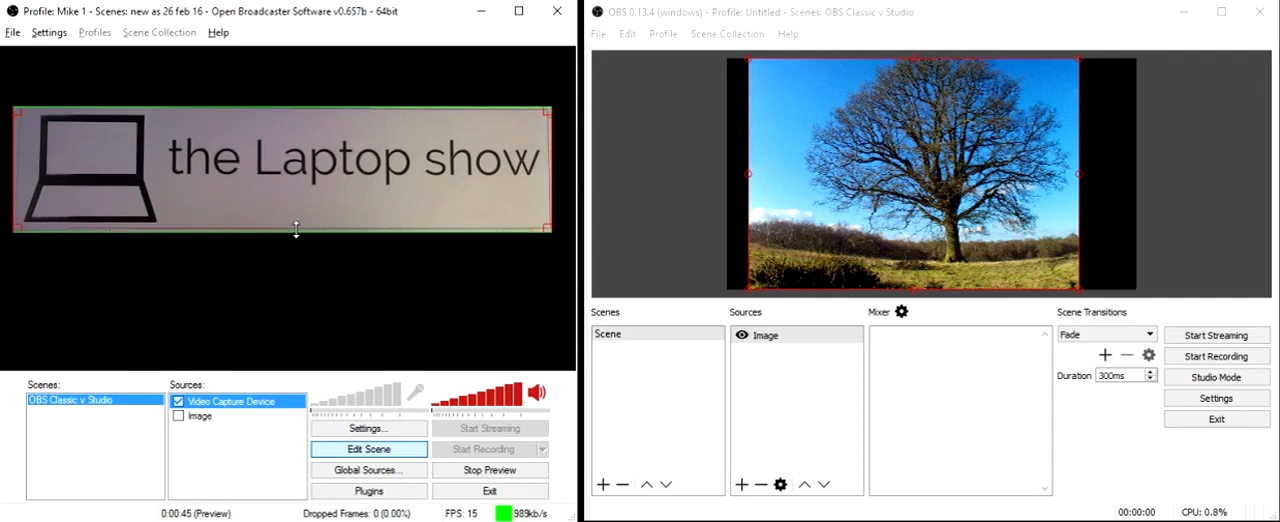 Profile: Mike 1 - Scenes: new as 26 feb 16 - Open Broadcaster Software v0.657b - 64bit
File Settings Profiles Scene Collection Help
the Laptop show
Scenes:
OBS Classic v Studio
Sources:
Video Capture Device
Image
Settings...
Start Streaming
Edit Scene
Start Recording
Global Sources...
Stop Preview
Plugins
Exit
0:00:45 (Preview)
Dropped Frames: 0 (0.00%)
FPS: 15
989kb/s
OBS 0.13.4 (windows) - Profile: Untitled - Scenes: OBS Classic v Studio
File Edit Profile Scene Collection Help
Scenes
Scene
Sources
Image
Mixer
Scene Transitions
Fade
Duration 300ms
Start Streaming
Start Recording
Studio Mode
Settings
Exit
00:00:00
CPU: 0.8%